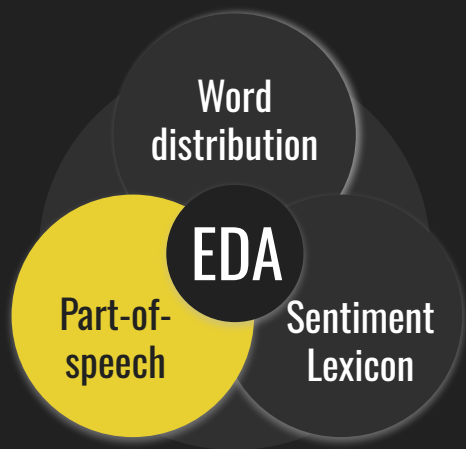 Word
distribution
EDA
Part-of-
speech
Sentiment
Lexicon